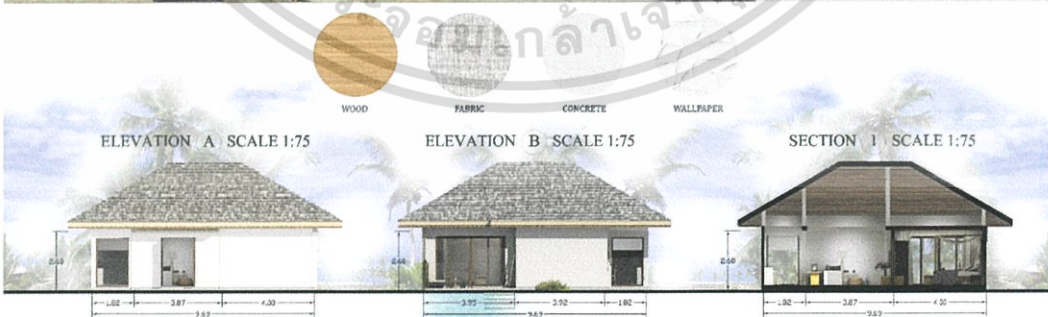 WOOD
FABRIC
CONCRETE
WALLPAPER
ELEVATION A SCALE 1:75
ELEVATION B SCALE 1:75
SECTION 1 SCALE 1:75
2.60
2.60
2.60
1.82 3.87 4.00
9.69
3.95 3.92 1.82
9.69
1.82 3.87 4.00
9.69